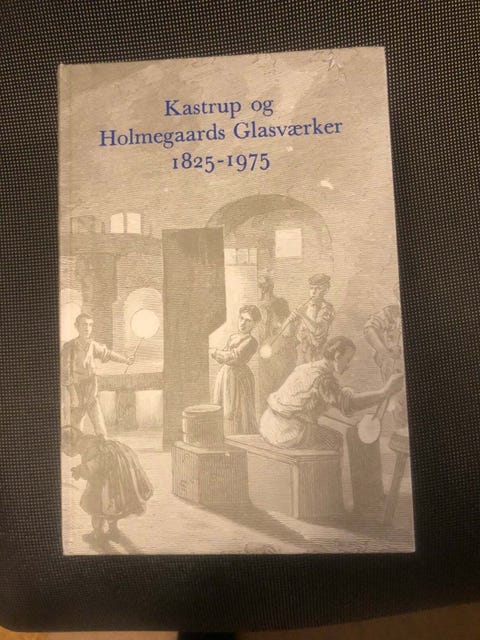 Kastrup og
Holmegaards Glasværker
1825-1975